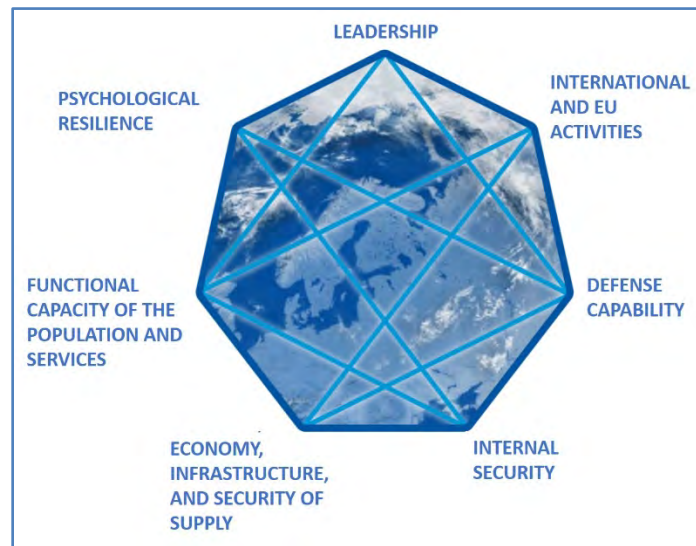 LEADERSHIP
PSYCHOLOGICAL
RESILIENCE
INTERNATIONAL
AND EU
ACTIVITIES
FUNCTIONAL
CAPACITY OF THE
POPULATION AND
SERVICES
DEFENSE
CAPABILITY
ECONOMY,
INFRASTRUCTURE,
AND SECURITY OF
SUPPLY
INTERNAL
SECURITY